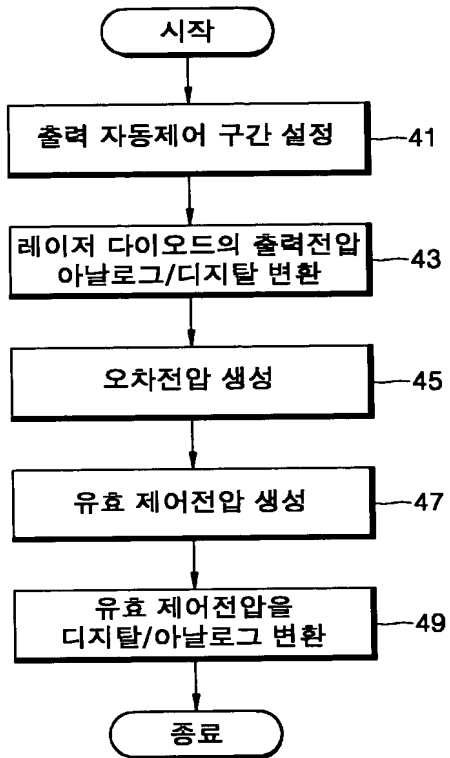 시작
출력 자동제어 구간 설정
41
레이저 다이오드의 출력전압
아날로그/디지탈 변환
43
오차전압 생성
45
유효 제어전압 생성
47
유효 제어전압을
디지탈/아날로그 변환
49
종료